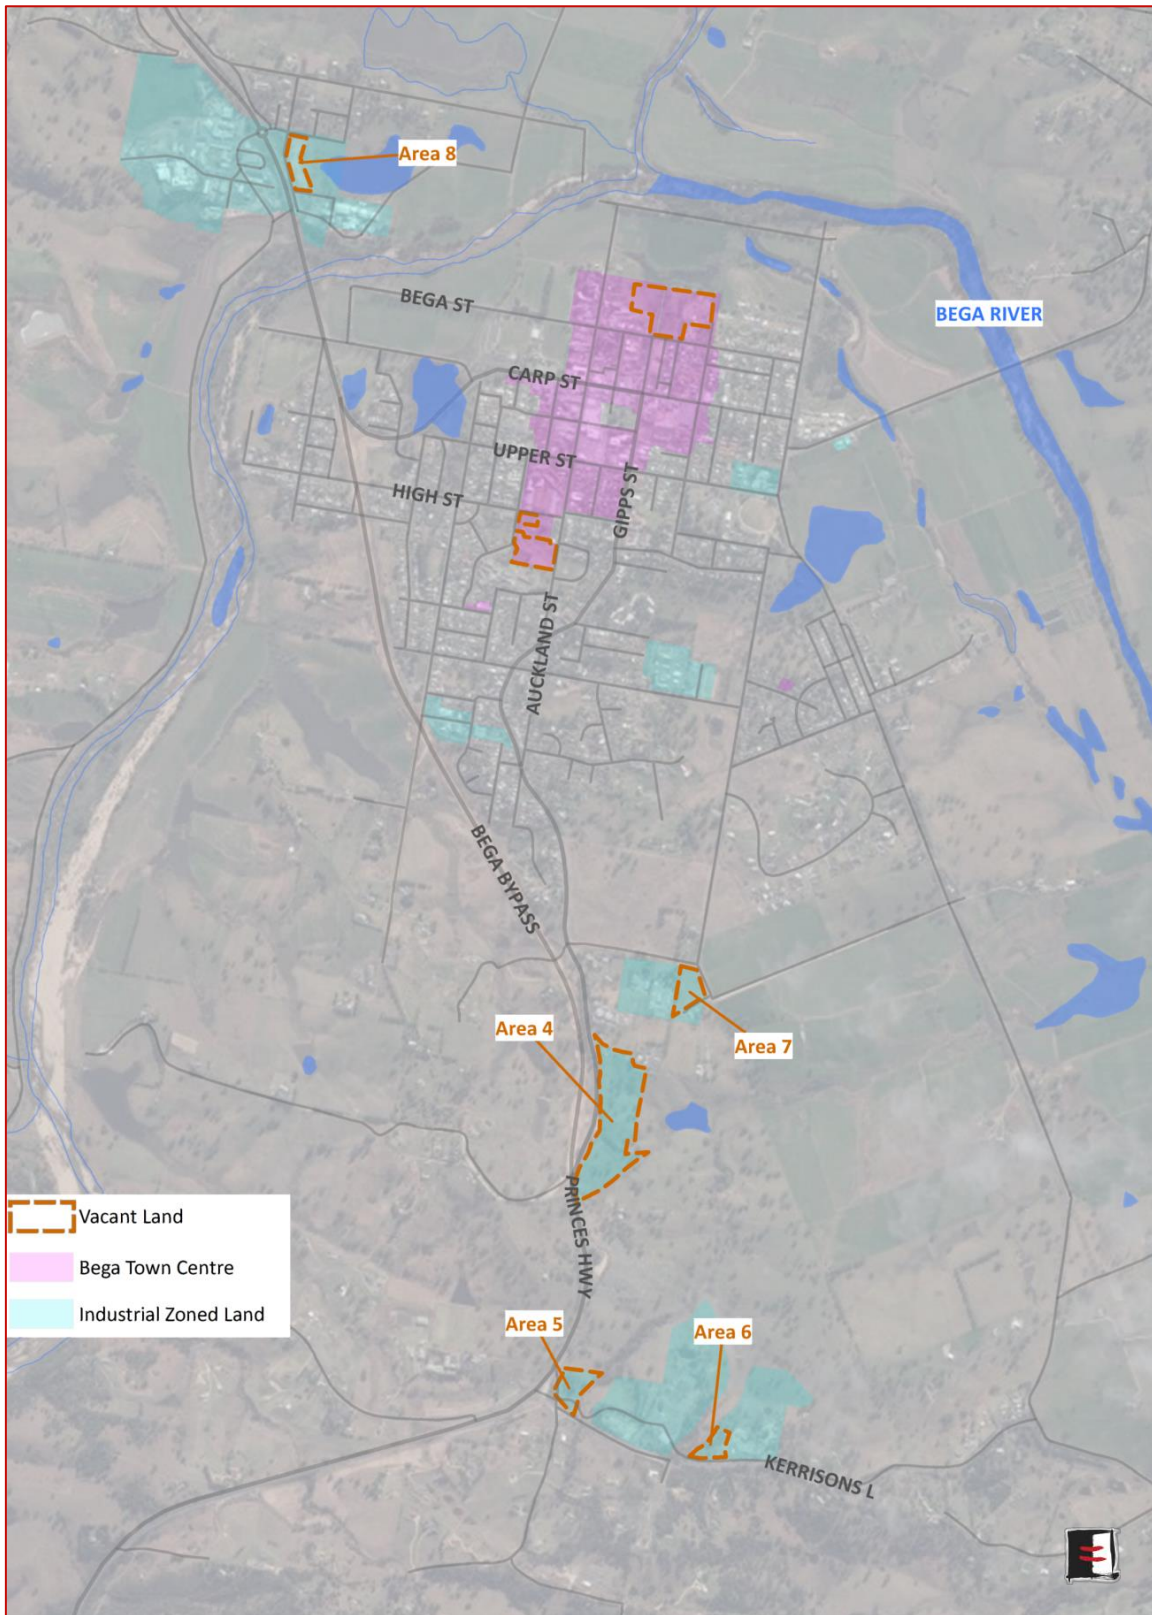 Area 8
BEGA ST
BEGA RIVER
CARP ST
UPPER ST
HIGH ST
GIPPS ST
AUCKLAND ST
BEGA BYPASS
Area 4
Area 7
PRINCES HWY
Vacant Land
Bega Town Centre
Industrial Zoned Land
Area 5
Area 6
KERRISONS L